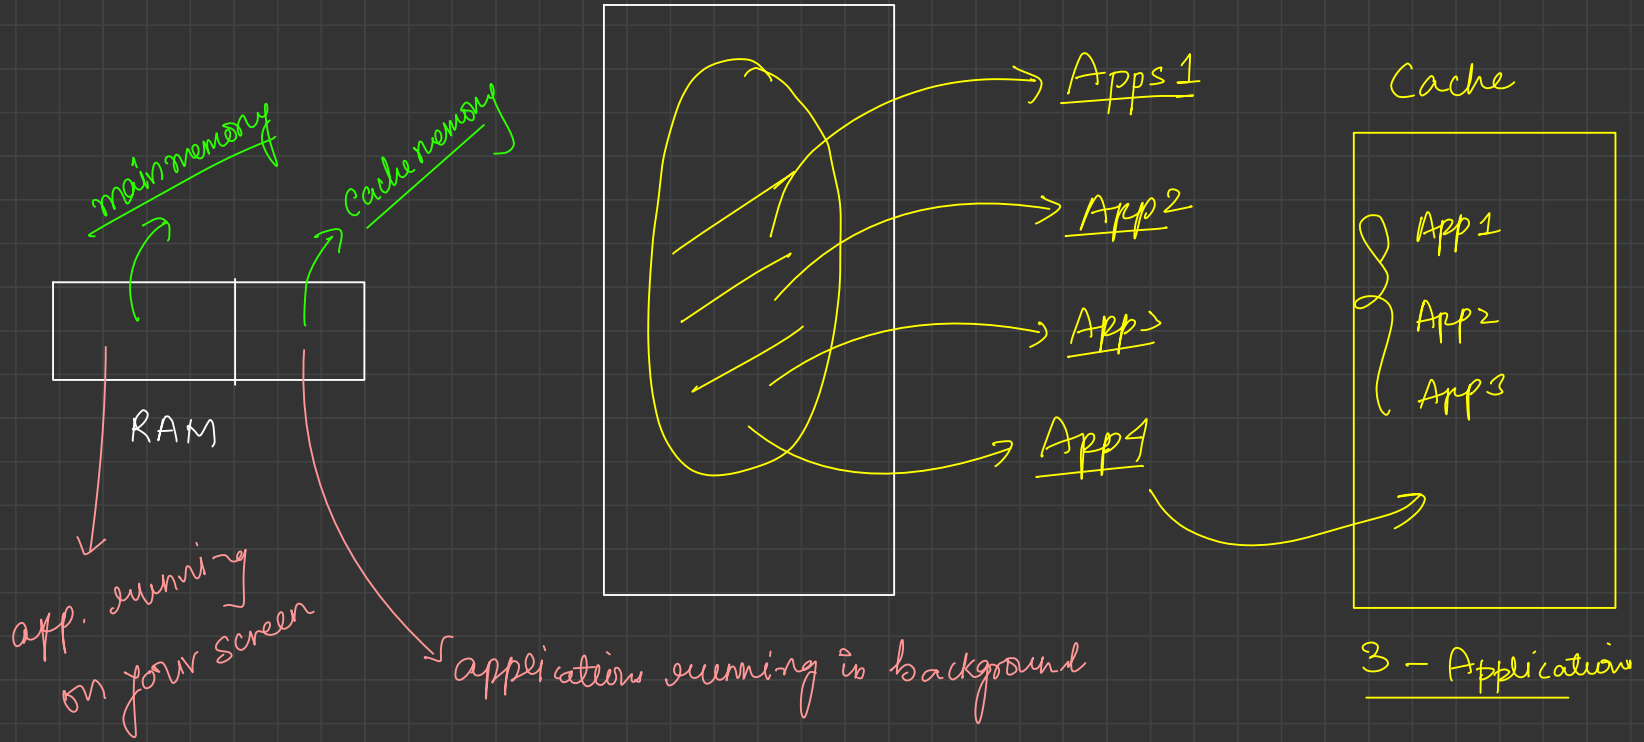 main memory
cache memory
RAM
app. running
on your screen
applications running in background
Apps 1
App 2
App 3
App 4
Cache
App 1
App 2
App 3
3 - Application